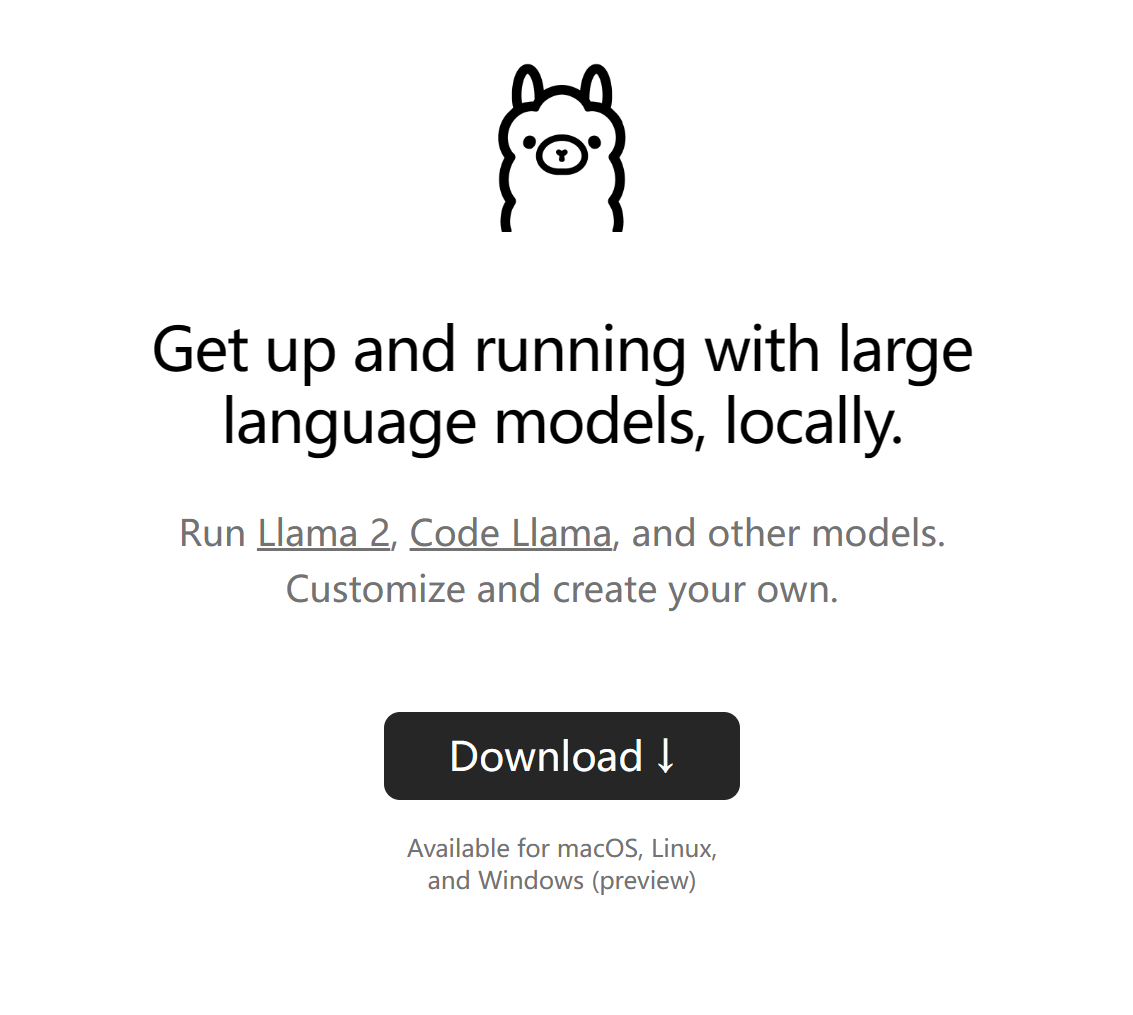 Get up and running with large
language models, locally.
Run Llama 2, Code Llama, and other models.
Customize and create your own.
Download ↓
Available for macOS, Linux,
and Windows (preview)